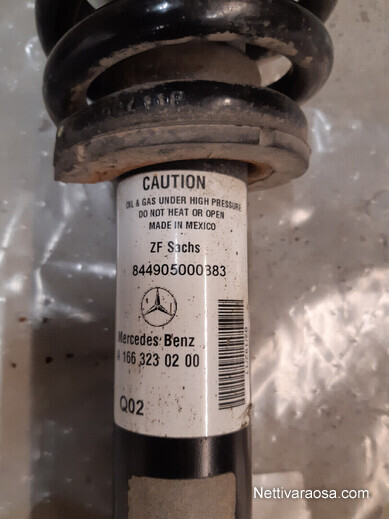 CAUTION
OIL & GAS UNDER HIGH PRESSURE
DO NOT HEAT OR OPEN
MADE IN MEXICO
ZF Sachs
844905000383
Mercedes Benz
A 166 323 02 00
Q02
Nettivaraosa.com